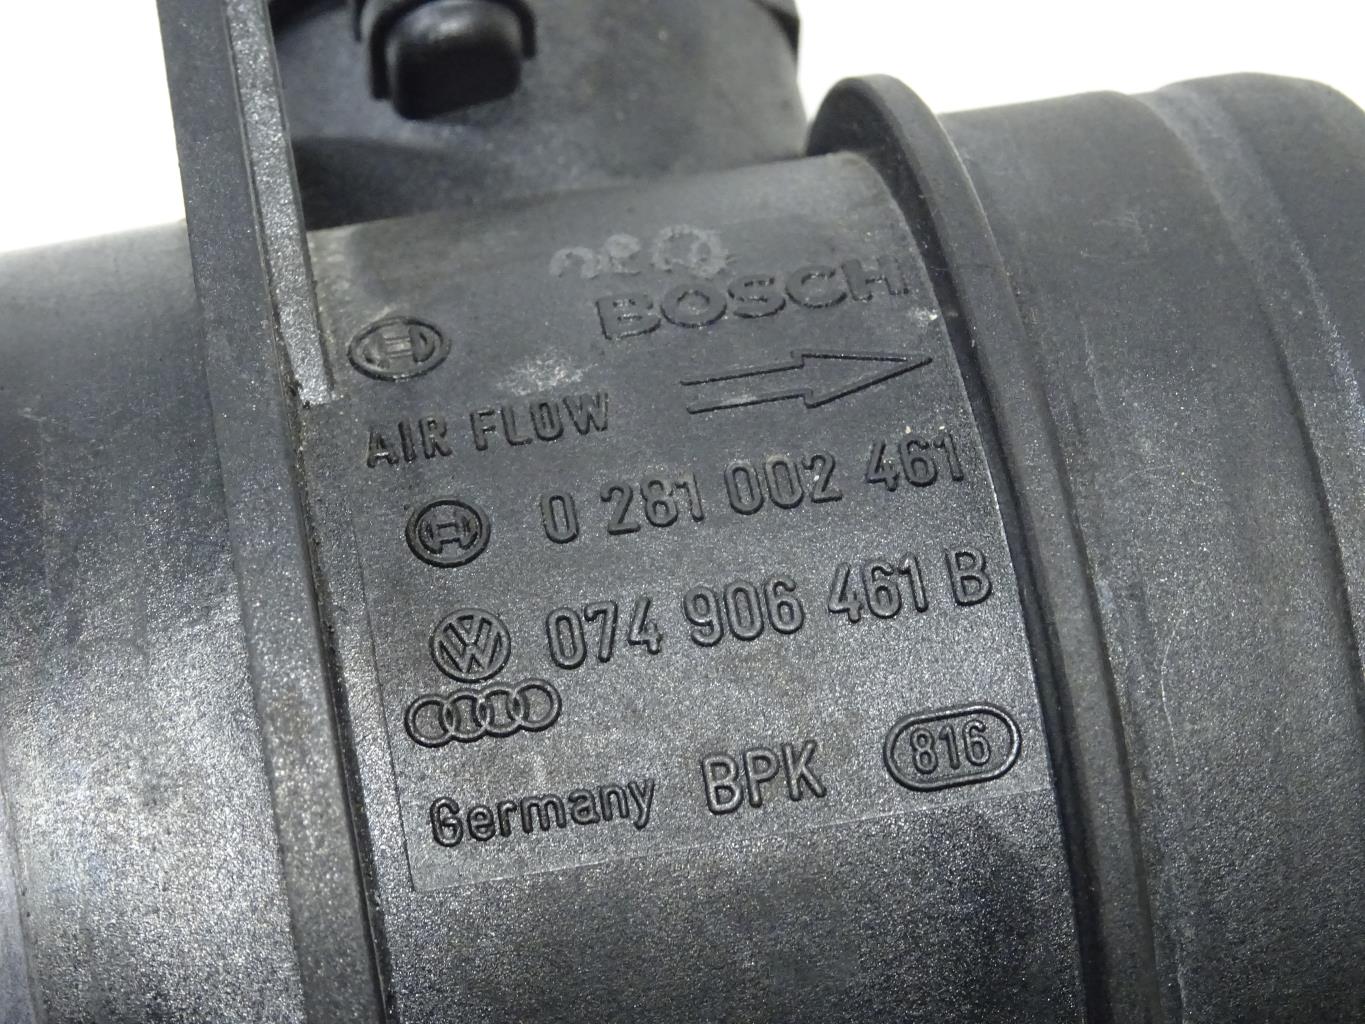 BOSCH
AIR FLOW
0 281 002 461
074 906 461 B
Germany BPK 816